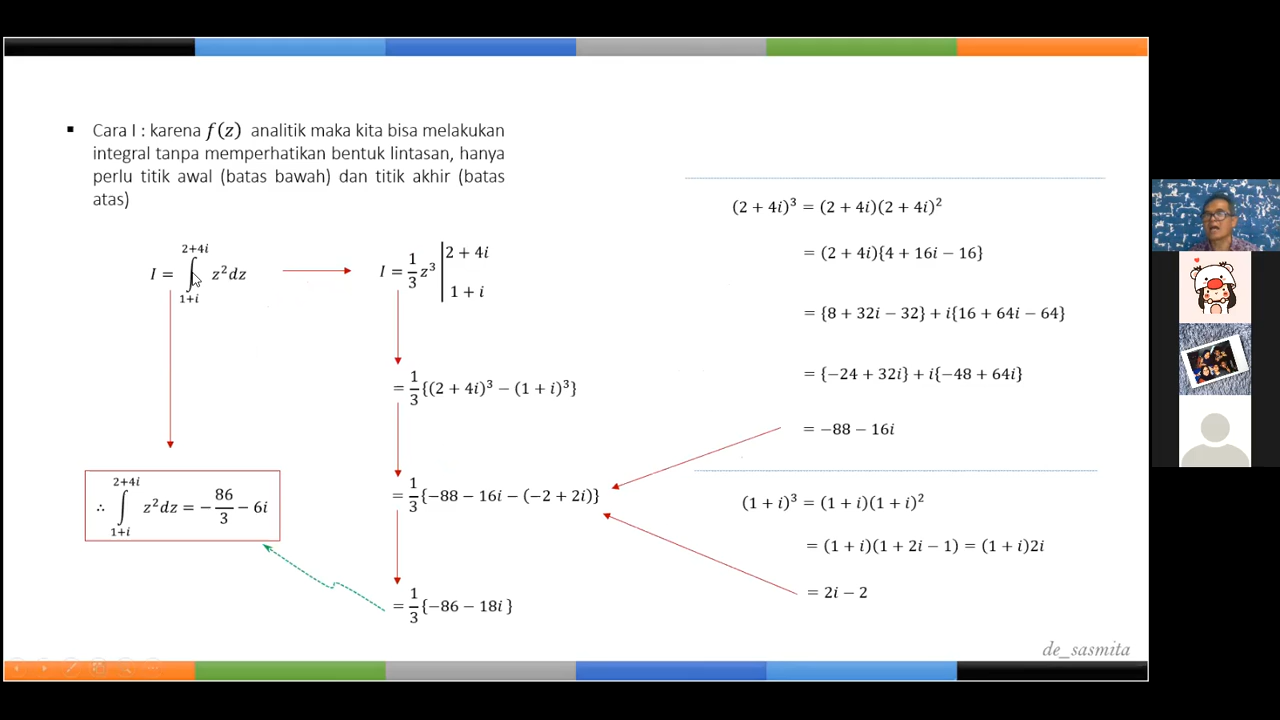 ▪ Cara I : karena f(z) analitik maka kita bisa melakukan
integral tanpa memperhatikan bentuk lintasan, hanya
perlu titik awal (batas bawah) dan titik akhir (batas
atas)
I = ∫_{1+i}^{2+4i} z²dz
I = 1/3 z³ |_{1+i}^{2+4i}
= 1/3 {(2 + 4i)³ − (1 + i)³}
= 1/3 {−88 − 16i − (−2 + 2i)}
= 1/3 {−86 − 18i}
∴ ∫_{1+i}^{2+4i} z²dz = − 86/3 − 6i
(2 + 4i)³ = (2 + 4i)(2 + 4i)²
= (2 + 4i){4 + 16i − 16}
= {8 + 32i − 32} + i{16 + 64i − 64}
= {−24 + 32i} + i{−48 + 64i}
= −88 − 16i
(1 + i)³ = (1 + i)(1 + i)²
= (1 + i)(1 + 2i − 1) = (1 + i)2i
= 2i − 2
de_sasmita